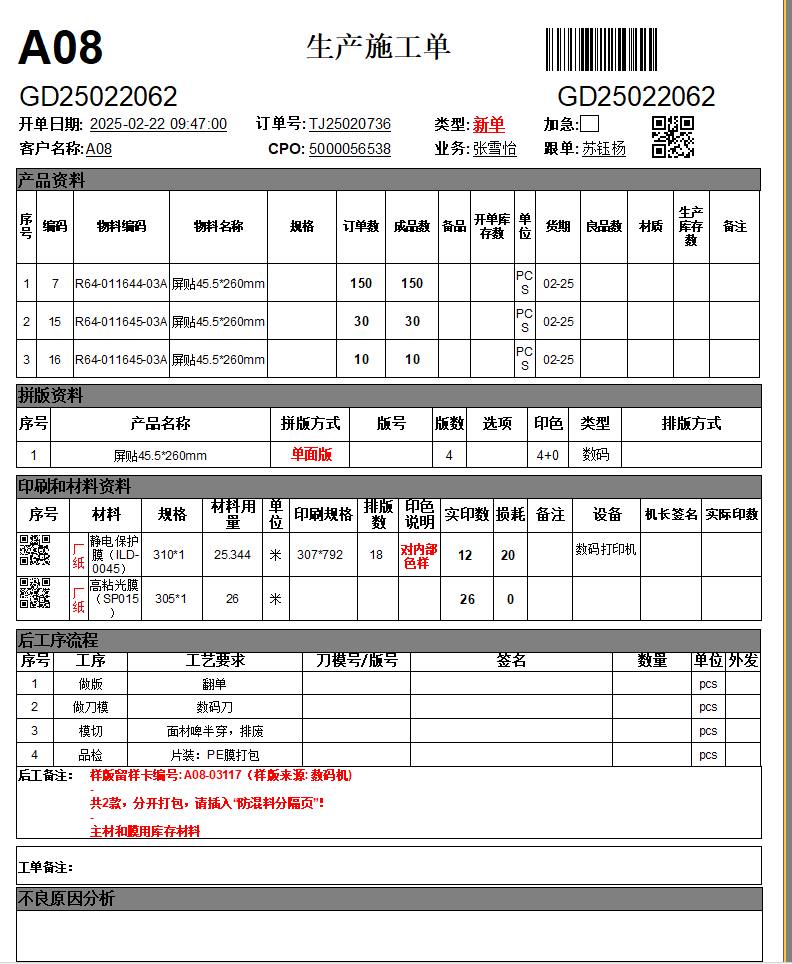 A08
生产施工单
GD25022062
GD25022062
开单日期: 2025-02-22 09:47:00 订单号: TJ25020736 类型: 新单 加急:
客户名称: A08 CPO: 5000056538 业务: 张雪怡 跟单: 苏钰杨
产品资料
序号 编码 物料编码 物料名称 规格 订单数 成品数 备品 开单库存数 单位 货期 良品数 材质 生产库存数 备注
1 7 R64-011644-03A 屏贴45.5*260mm 150 150 PCS 02-25
2 15 R64-011645-03A 屏贴45.5*260mm 30 30 PCS 02-25
3 16 R64-011645-03A 屏贴45.5*260mm 10 10 PCS 02-25
拼版资料
序号 产品名称 拼版方式 版号 版数 选项 印色 类型 排版方式
1 屏贴45.5*260mm 单面版 4 4+0 数码
印刷和材料资料
序号 材料 规格 材料用量 单位 印刷规格 排版数 印色说明 实印数 损耗 备注 设备 机长签名 实际印数
厂纸 静电保护膜（ILD-0045） 310*1 25.344 米 307*792 18 对内部色样 12 20 数码打印机
厂纸 高粘光膜（SP015） 305*1 26 米 26 0
后工序流程
序号 工序 工艺要求 刀模号/版号 签名 数量 单位 外发
1 做版 翻单 pcs
2 做刀模 数码刀 pcs
3 模切 面材啤半穿，排废 pcs
4 品检 片装：PE膜打包 pcs
后工备注： 样版留样卡编号: A08-03117（样版来源: 数码机)
-
共2款，分开打包，请插入“防混料分隔页”！
-
主材和膜用库存材料
工单备注：
不良原因分析